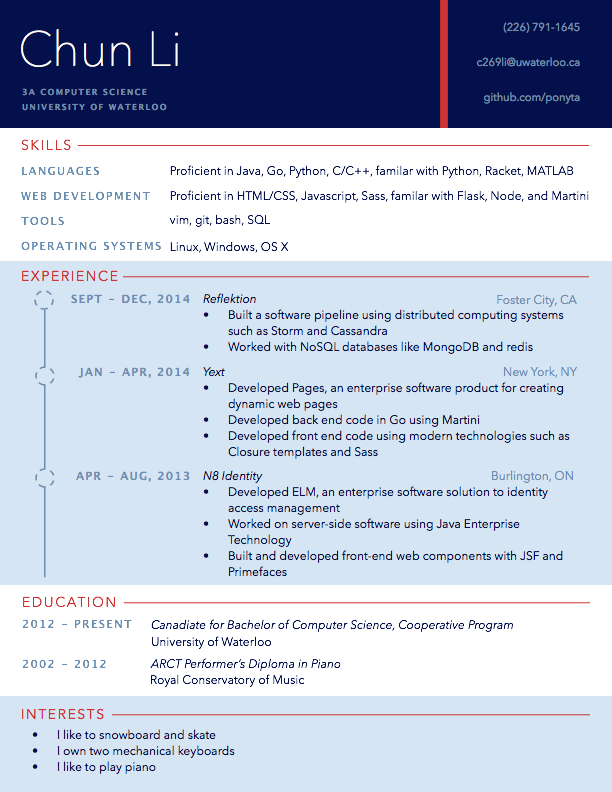 Chun Li
3A COMPUTER SCIENCE
UNIVERSITY OF WATERLOO
(226) 791-1645
c269li@uwaterloo.ca
github.com/ponyta
SKILLS
LANGUAGES Proficient in Java, Go, Python, C/C++, familar with Python, Racket, MATLAB
WEB DEVELOPMENT Proficient in HTML/CSS, Javascript, Sass, familar with Flask, Node, and Martini
TOOLS vim, git, bash, SQL
OPERATING SYSTEMS Linux, Windows, OS X
EXPERIENCE
SEPT – DEC, 2014 Reflektion Foster City, CA
• Built a software pipeline using distributed computing systems
such as Storm and Cassandra
• Worked with NoSQL databases like MongoDB and redis
JAN – APR, 2014 Yext New York, NY
• Developed Pages, an enterprise software product for creating
dynamic web pages
• Developed back end code in Go using Martini
• Developed front end code using modern technologies such as
Closure templates and Sass
APR – AUG, 2013 N8 Identity Burlington, ON
• Developed ELM, an enterprise software solution to identity
access management
• Worked on server-side software using Java Enterprise
Technology
• Built and developed front-end web components with JSF and
Primefaces
EDUCATION
2012 – PRESENT Canadiate for Bachelor of Computer Science, Cooperative Program
University of Waterloo
2002 – 2012 ARCT Performer's Diploma in Piano
Royal Conservatory of Music
INTERESTS
• I like to snowboard and skate
• I own two mechanical keyboards
• I like to play piano